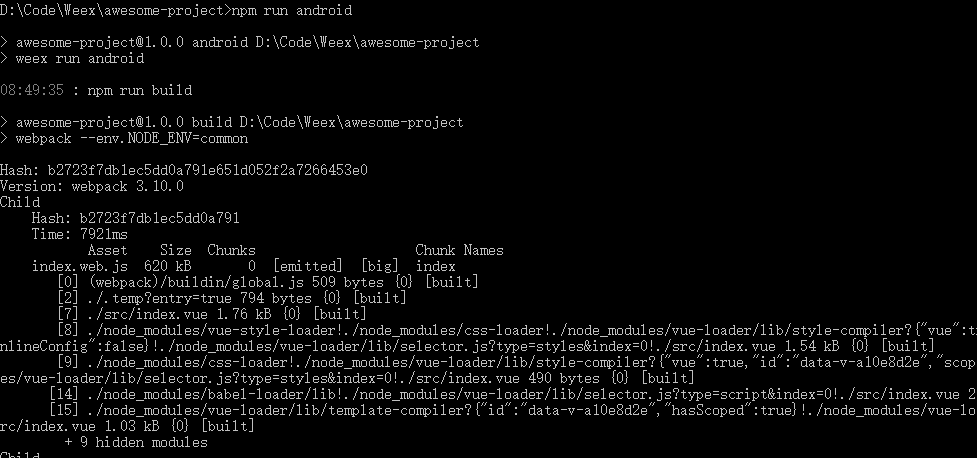 D:\Code\Weex\awesome-project>npm run android
> awesome-project@1.0.0 android D:\Code\Weex\awesome-project
> weex run android
08:49:35 : npm run build
> awesome-project@1.0.0 build D:\Code\Weex\awesome-project
> webpack --env.NODE_ENV=common
Hash: b2723f7db1ec5dd0a791e651d052f2a7266453e0
Version: webpack 3.10.0
Child
Hash: b2723f7db1ec5dd0a791
Time: 7921ms
Asset Size Chunks Chunk Names
index.web.js 620 kB 0 [emitted] [big] index
[0] (webpack)/buildin/global.js 509 bytes {0} [built]
[2] ./.temp?entry=true 794 bytes {0} [built]
[7] ./src/index.vue 1.76 kB {0} [built]
[8] ./node_modules/vue-style-loader!./node_modules/css-loader!./node_modules/vue-loader/lib/style-compiler?{"vue":t
nlineConfig":false}!./node_modules/vue-loader/lib/selector.js?type=styles&index=0!./src/index.vue 1.54 kB {0} [built]
[9] ./node_modules/css-loader!./node_modules/vue-loader/lib/style-compiler?{"vue":true,"id":"data-v-a10e8d2e","scop
es/vue-loader/lib/selector.js?type=styles&index=0!./src/index.vue 490 bytes {0} [built]
[14] ./node_modules/babel-loader/lib!./node_modules/vue-loader/lib/selector.js?type=script&index=0!./src/index.vue 2
[15] ./node_modules/vue-loader/lib/template-compiler?{"id":"data-v-a10e8d2e","hasScoped":true}!./node_modules/vue-lo
rc/index.vue 1.03 kB {0} [built]
+ 9 hidden modules
Child